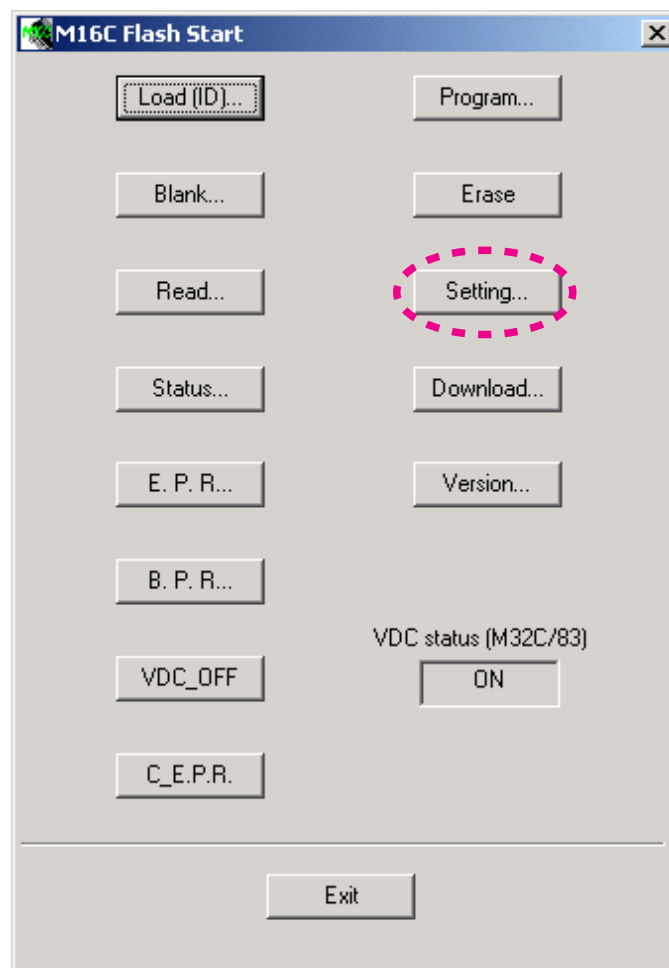 M16C Flash Start
Load (ID)...
Program...
Blank...
Erase
Read...
Setting...
Status...
Download...
E. P. R...
Version...
B. P. R...
VDC status (M32C/83)
VDC_OFF
ON
C_E.P.R.
Exit